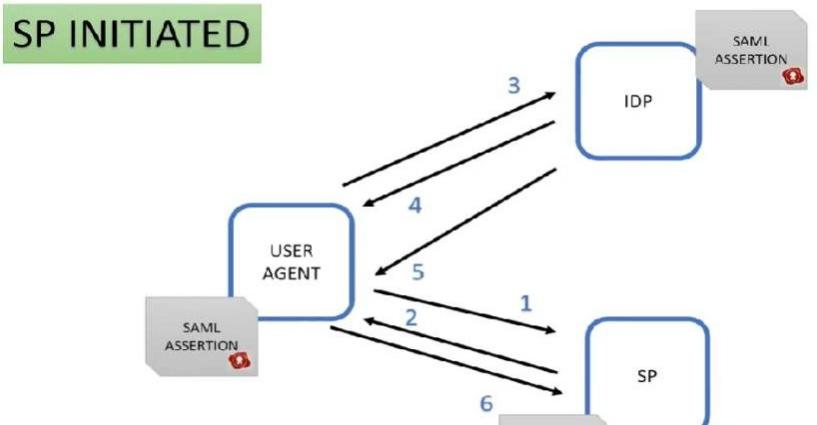 SP INITIATED
SAML
ASSERTION
IDP
3
4
USER
AGENT
5
1
2
SAML
ASSERTION
SP
6